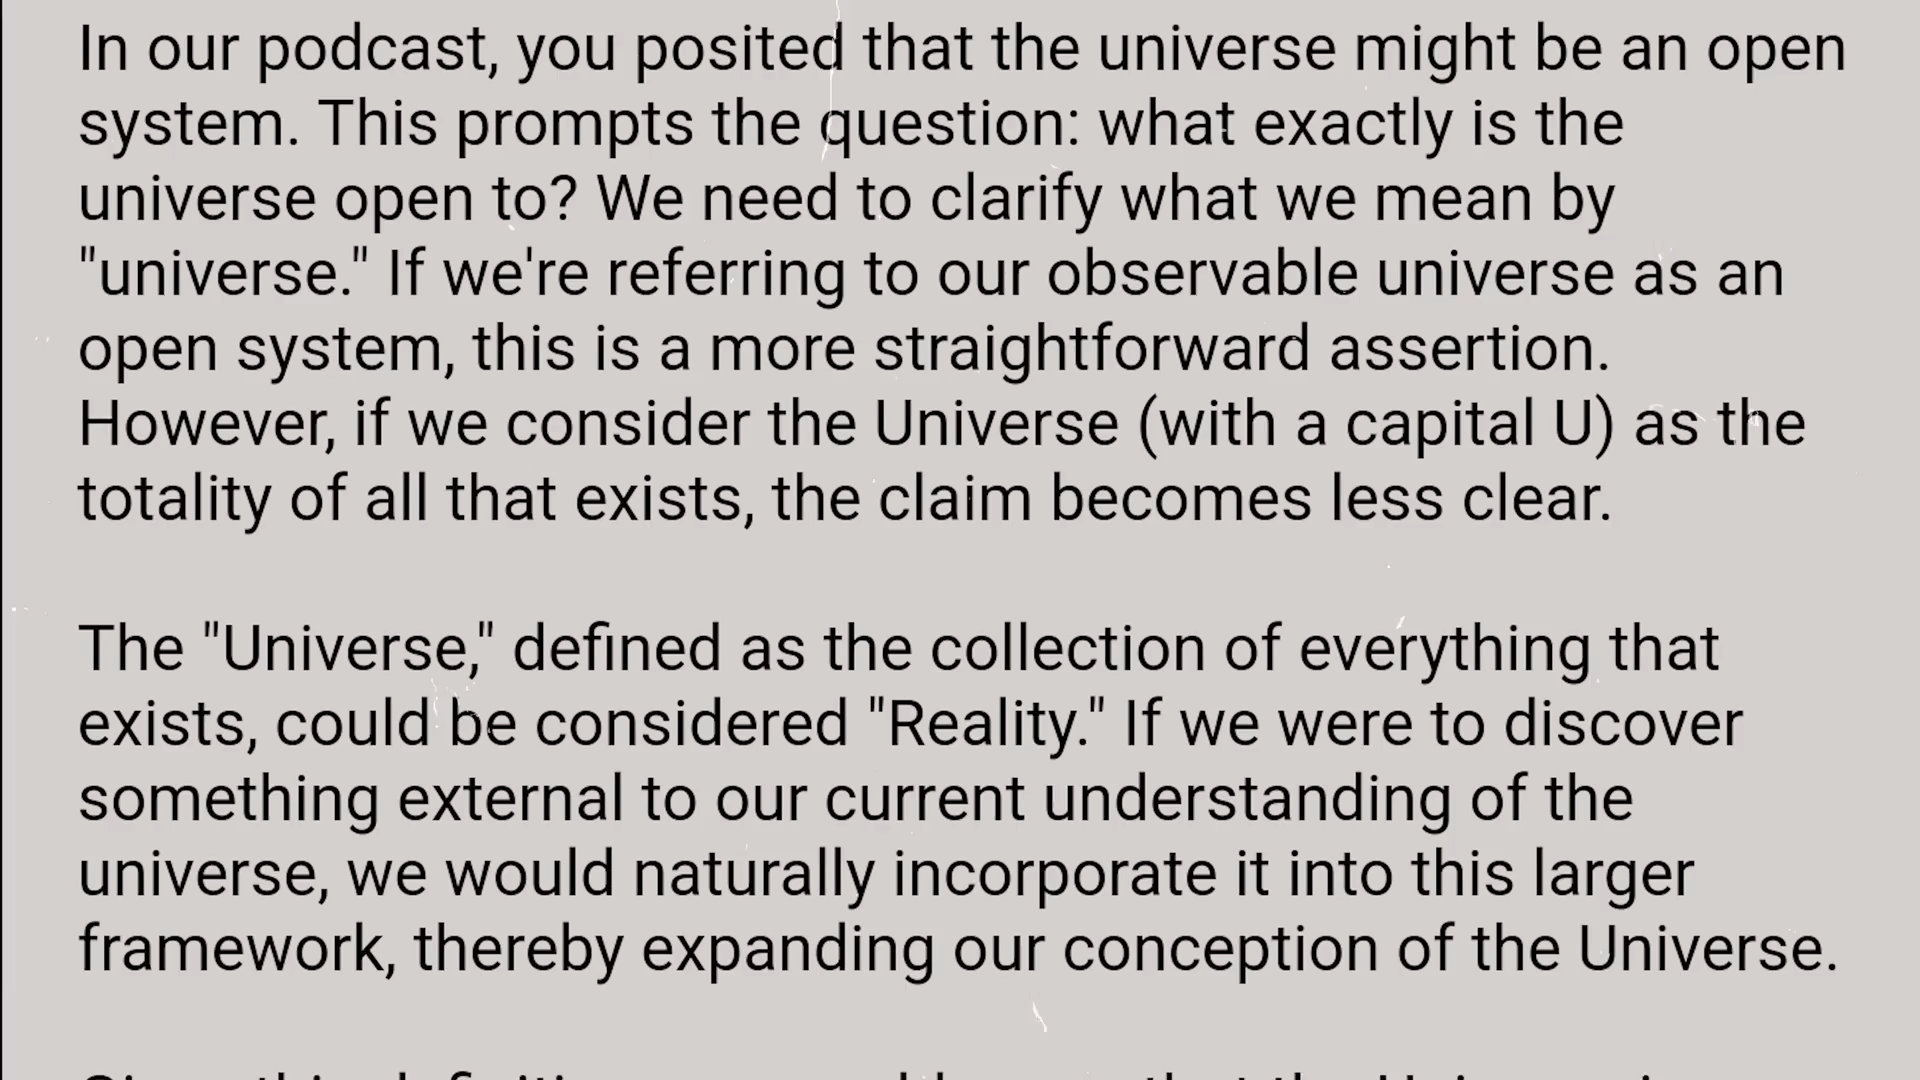 In our podcast, you posited that the universe might be an open
system. This prompts the question: what exactly is the
universe open to? We need to clarify what we mean by
"universe." If we're referring to our observable universe as an
open system, this is a more straightforward assertion.
However, if we consider the Universe (with a capital U) as the
totality of all that exists, the claim becomes less clear.
The "Universe," defined as the collection of everything that
exists, could be considered "Reality." If we were to discover
something external to our current understanding of the
universe, we would naturally incorporate it into this larger
framework, thereby expanding our conception of the Universe.